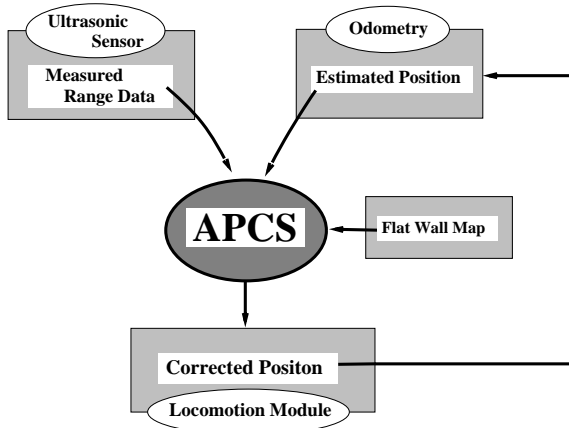 Ultrasonic
Sensor
Measured
Range Data
Odometry
Estimated Position
APCS
Flat Wall Map
Corrected Positon
Locomotion Module